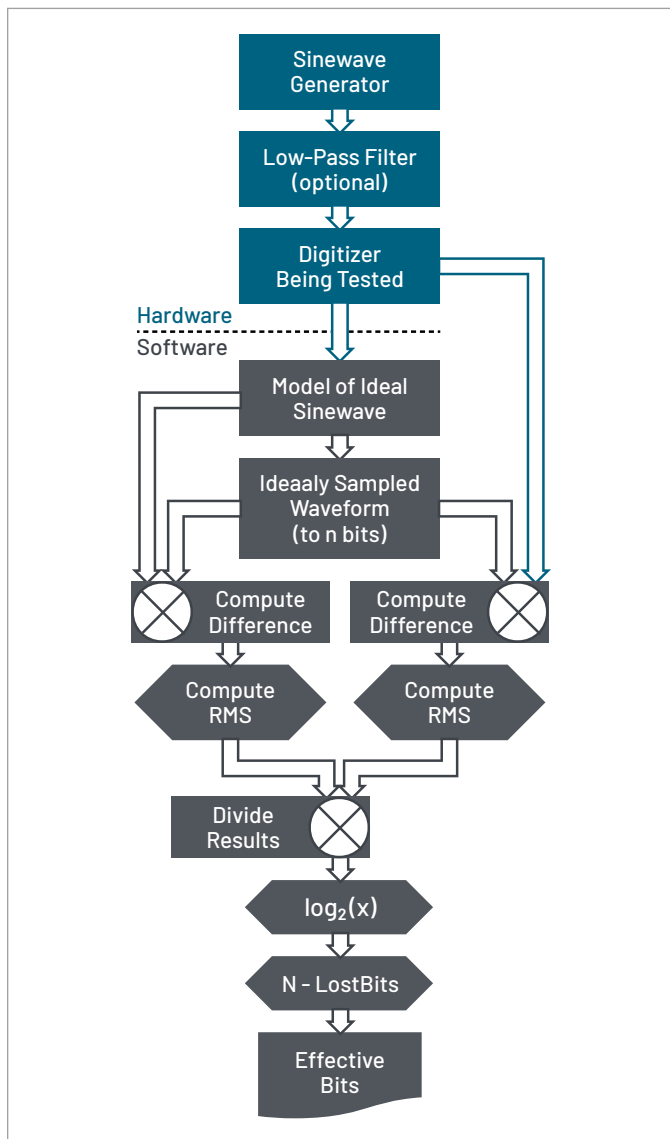 Sinewave
Generator
Low-Pass Filter
(optional)
Digitizer
Being Tested
Hardware
Software
Model of Ideal
Sinewave
Ideaaly Sampled
Waveform
(to n bits)
Compute
Difference
Compute
Difference
Compute
RMS
Compute
RMS
Divide
Results
log₂(x)
N - LostBits
Effective
Bits